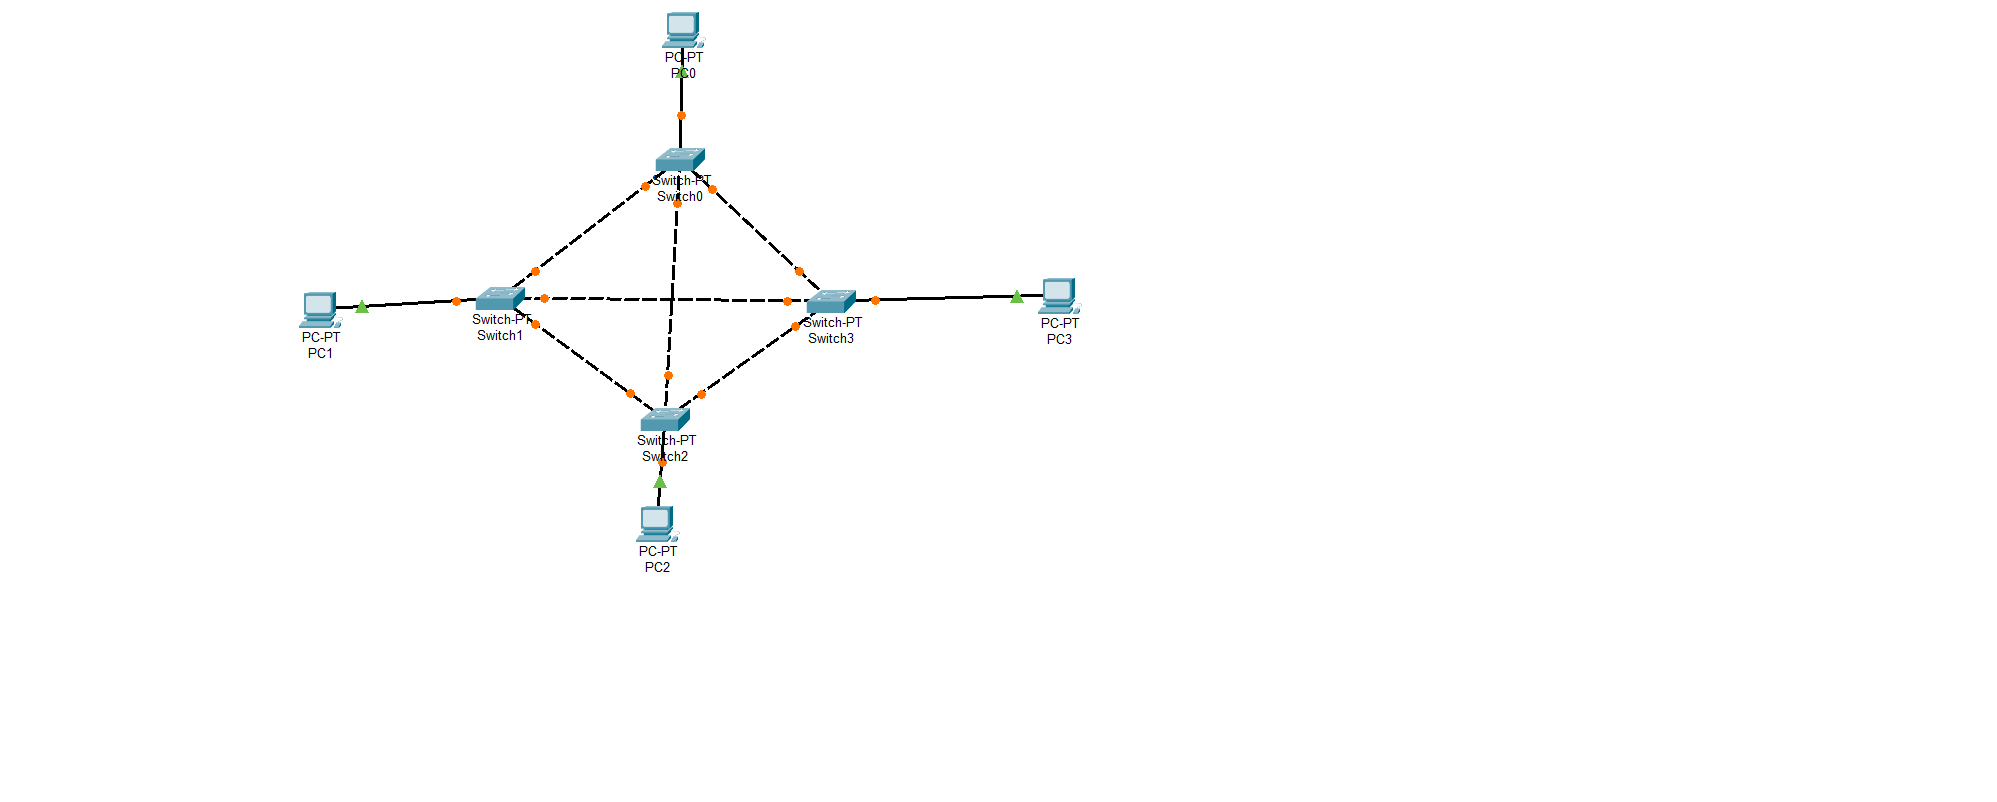 PC-PT
PC0
Switch-PT
Switch0
Switch-PT
Switch1
Switch-PT
Switch3
PC-PT
PC1
PC-PT
PC3
Switch-PT
Switch2
PC-PT
PC2